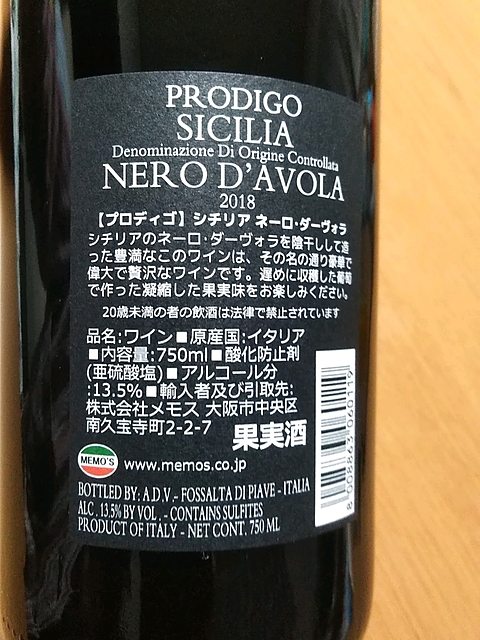 PRODIGO
SICILIA
Denominazione Di Origine Controllata
NERO D'AVOLA
2018
【プロディゴ】シチリア ネーロ・ダーヴォラ
シチリアのネーロ・ダーヴォラを陰干しして造
った豊満なこのワインは、その名の通り豪華で
偉大で贅沢なワインです。遅めに収穫した葡萄
で作った凝縮した果実味をお楽しみください。
20歳未満の者の飲酒は法律で禁止されています
品名:ワイン■原産国:イタリア
■内容量:750ml■酸化防止剤
(亜硫酸塩)■アルコール分
:13.5%■輸入者及び引取先:
株式会社メモス 大阪市中央区
南久宝寺町2-2-7
果実酒
MEMO'S
www.memos.co.jp
BOTTLED BY: A.D.V. - FOSSALTA DI PIAVE - ITALIA
ALC . 13.5% BY VOL . - CONTAINS SULFITES
PRODUCT OF ITALY - NET CONT. 750 ML
8 008863 060119